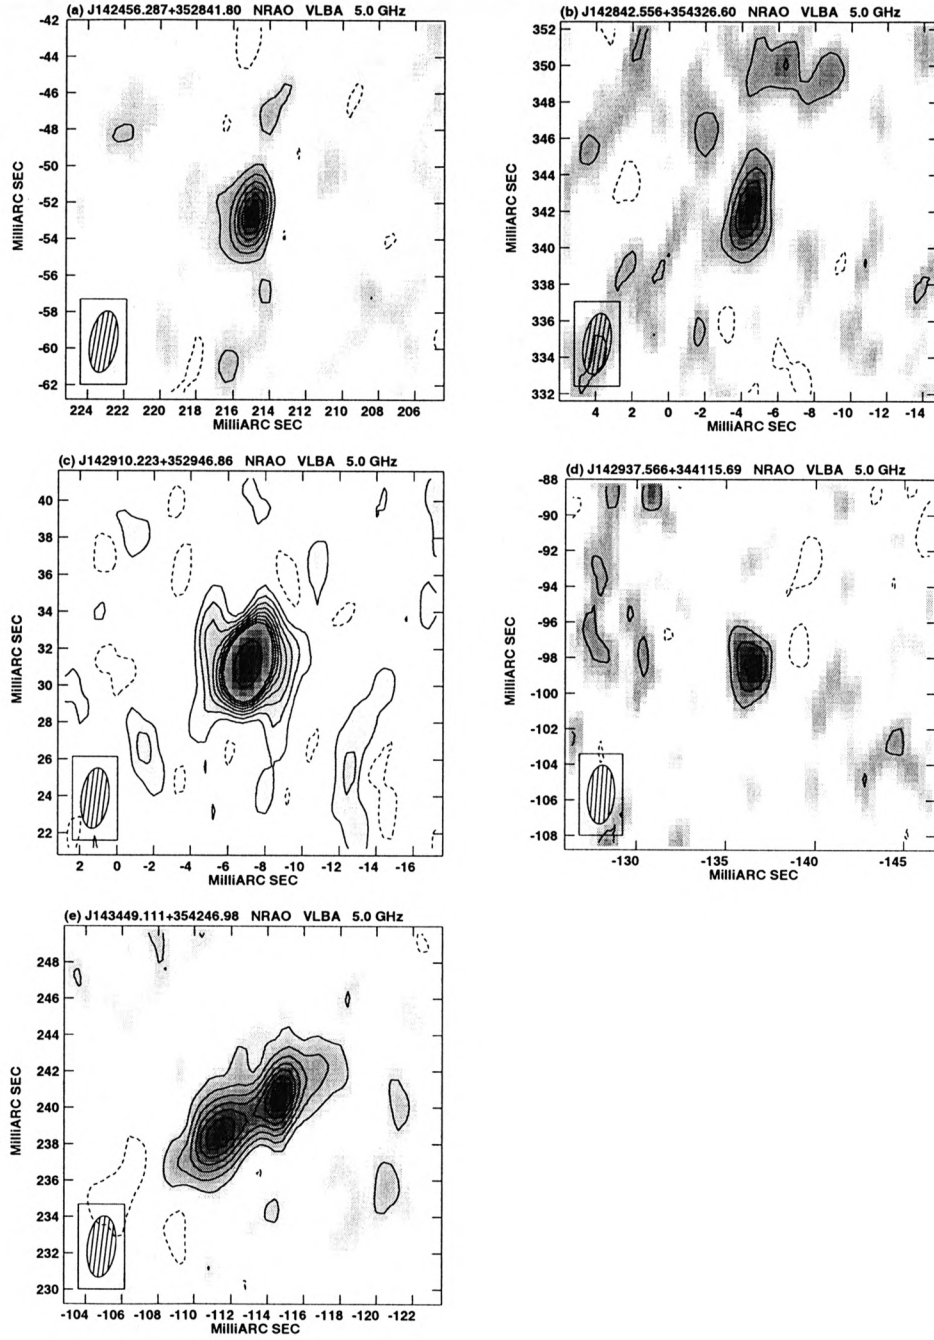 (a) J142456.287+352841.80 NRAO VLBA 5.0 GHz
-42
-44
-46
-48
-50
-52
-54
-56
-58
-60
-62
MilliARC SEC
224 222 220 218 216 214 212 210 208 206
MilliARC SEC
(b) J142842.556+354326.60 NRAO VLBA 5.0 GHz
352
350
348
346
344
342
340
338
336
334
332
MilliARC SEC
4 2 0 -2 -4 -6 -8 -10 -12 -14
MilliARC SEC
(c) J142910.223+352946.86 NRAO VLBA 5.0 GHz
40
38
36
34
32
30
28
26
24
22
MilliARC SEC
2 0 -2 -4 -6 -8 -10 -12 -14 -16
MilliARC SEC
(d) J142937.566+344115.69 NRAO VLBA 5.0 GHz
-88
-90
-92
-94
-96
-98
-100
-102
-104
-106
-108
MilliARC SEC
-130 -135 -140 -145
MilliARC SEC
(e) J143449.111+354246.98 NRAO VLBA 5.0 GHz
248
246
244
242
240
238
236
234
232
230
MilliARC SEC
-104 -106 -108 -110 -112 -114 -116 -118 -120 -122
MilliARC SEC